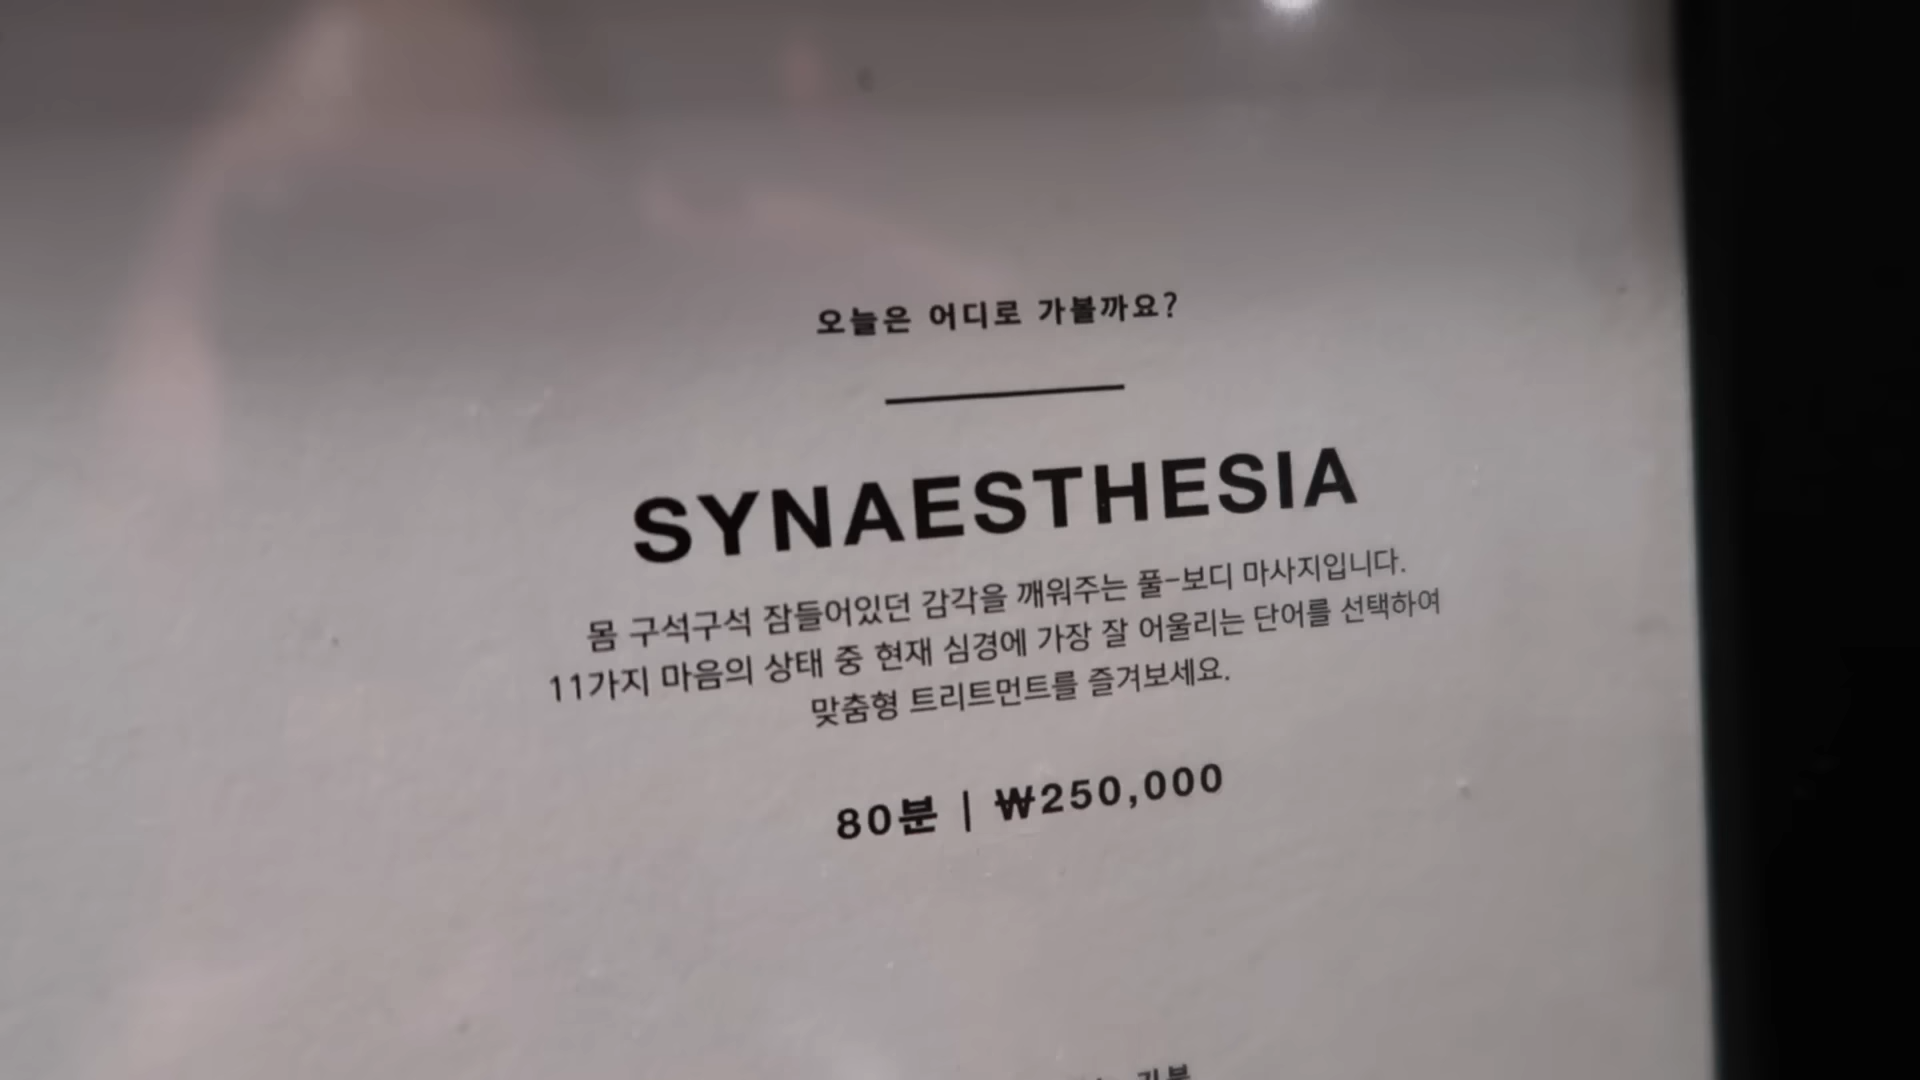 오늘은 어디로 가볼까요?
SYNAESTHESIA
몸 구석구석 잠들어있던 감각을 깨워주는 풀-보디 마사지입니다.
11가지 마음의 상태 중 현재 심경에 가장 잘 어울리는 단어를 선택하여
맞춤형 트리트먼트를 즐겨보세요.
80분 | ₩250,000